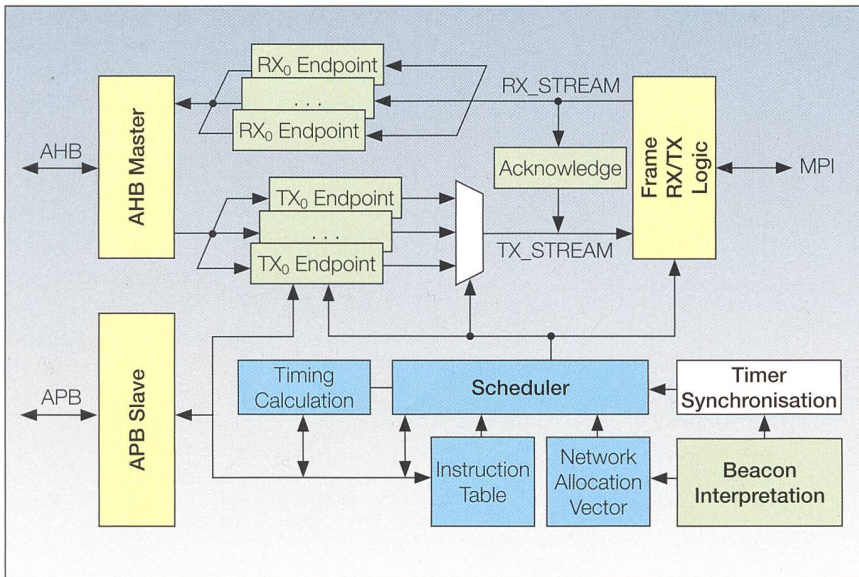 RX₀ Endpoint
. . .
RX₀ Endpoint
RX_STREAM
AHB
AHB Master
Acknowledge
Frame
RX/TX
Logic
MPI
TX₀ Endpoint
. . .
TX₀ Endpoint
TX_STREAM
APB
APB Slave
Timing
Calculation
Scheduler
Timer
Synchronisation
Instruction
Table
Network
Allocation
Vector
Beacon
Interpretation